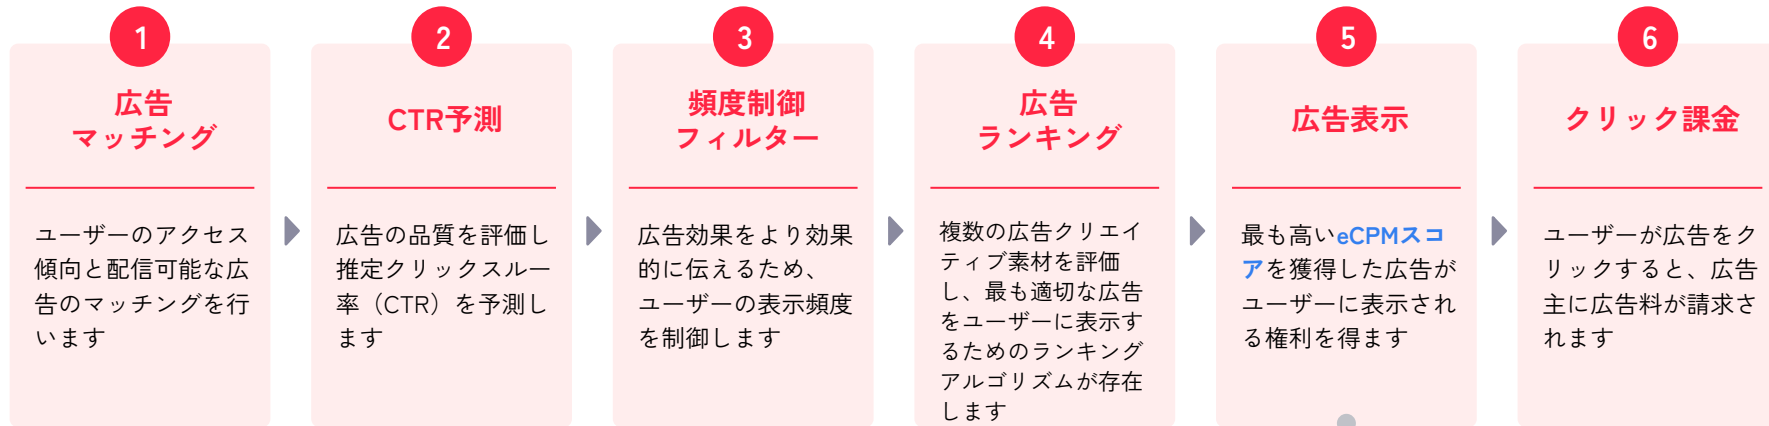 1
広告
マッチング
ユーザーのアクセス
傾向と配信可能な広
告のマッチングを行
います
2
CTR予測
広告の品質を評価し
推定クリックスルー
率（CTR）を予測し
ます
3
頻度制御
フィルター
広告効果をより効果
的に伝えるため、
ユーザーの表示頻度
を制御します
4
広告
ランキング
複数の広告クリエイ
ティブ素材を評価
し、最も適切な広告
をユーザーに表示す
るためのランキング
アルゴリズムが存在
します
5
広告表示
最も高いeCPMスコ
アを獲得した広告が
ユーザーに表示され
る権利を得ます
6
クリック課金
ユーザーが広告をク
リックすると、広告
主に広告料が請求さ
れます